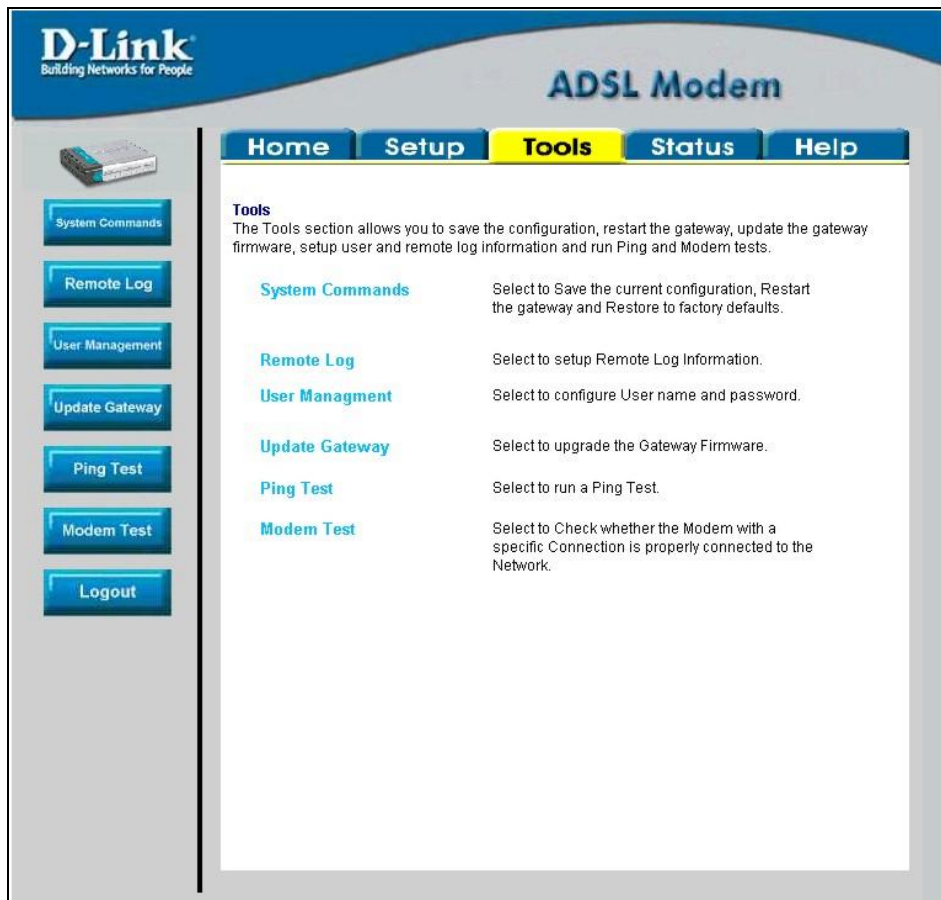 D-Link
Building Networks for People
ADSL Modem
Home Setup Tools Status Help
System Commands
Remote Log
User Management
Update Gateway
Ping Test
Modem Test
Logout
Tools
The Tools section allows you to save the configuration, restart the gateway, update the gateway
firmware, setup user and remote log information and run Ping and Modem tests.
System Commands Select to Save the current configuration, Restart
the gateway and Restore to factory defaults.
Remote Log Select to setup Remote Log Information.
User Managment Select to configure User name and password.
Update Gateway Select to upgrade the Gateway Firmware.
Ping Test Select to run a Ping Test.
Modem Test Select to Check whether the Modem with a
specific Connection is properly connected to the
Network.